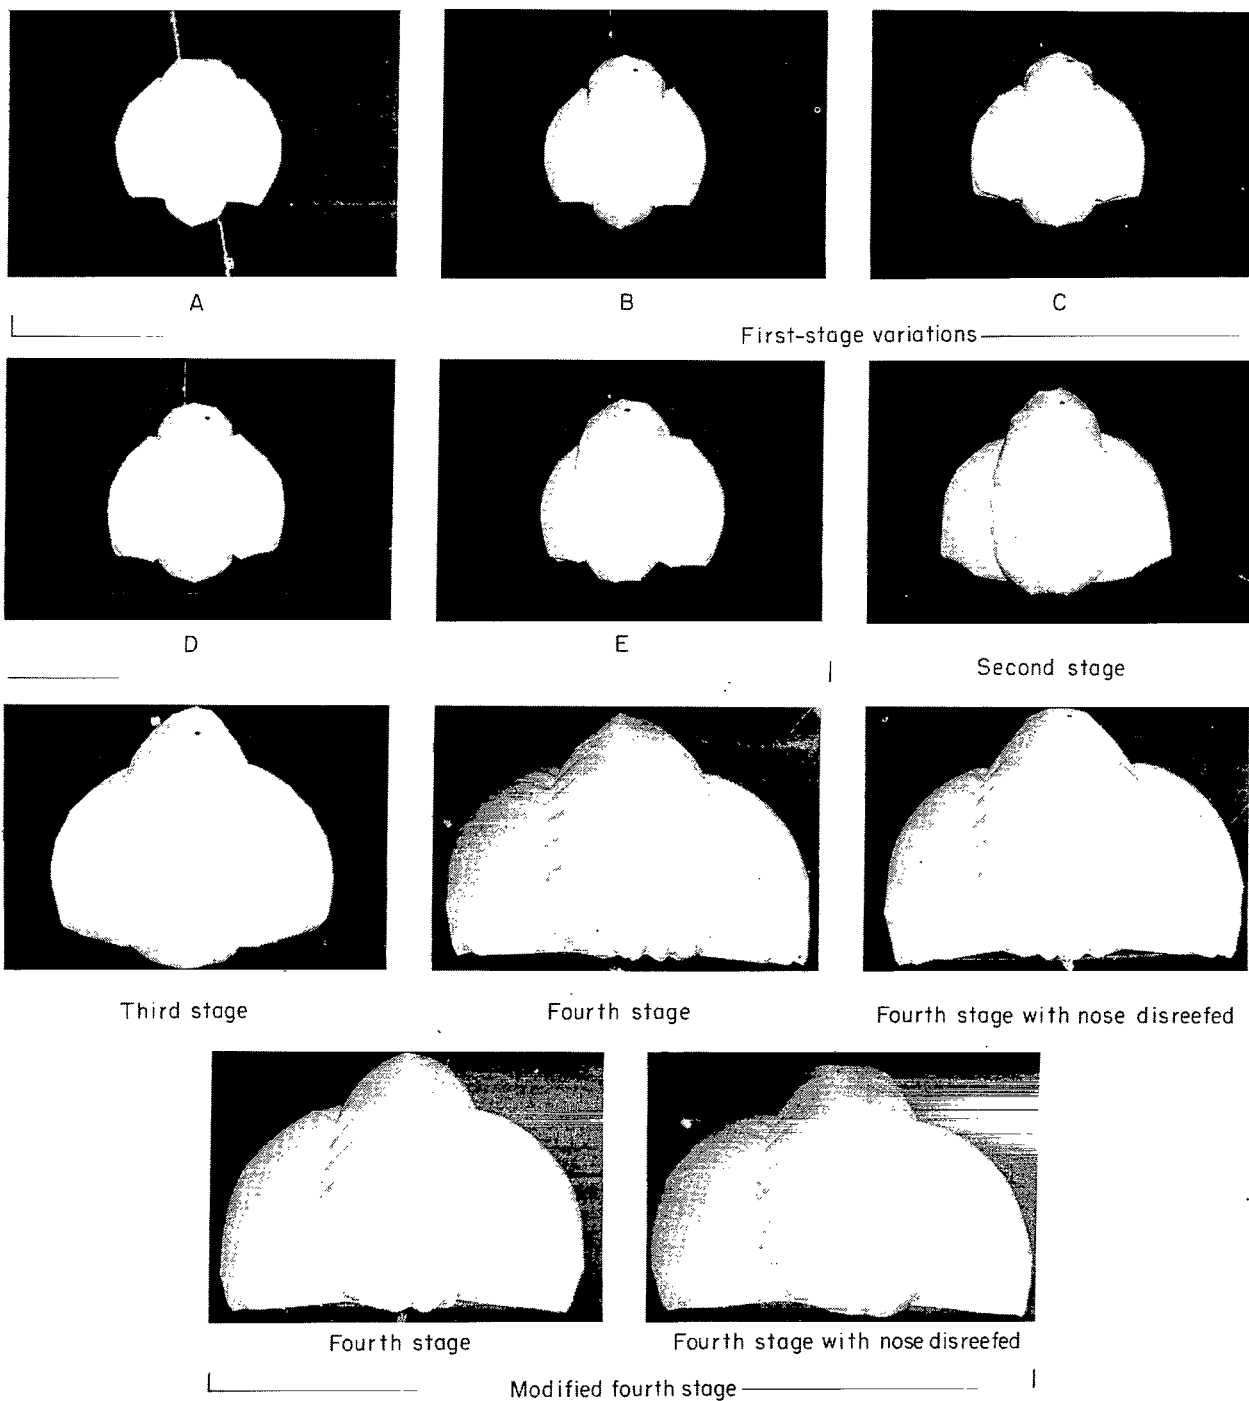 A
B
C
First-stage variations
D
E
Second stage
Third stage
Fourth stage
Fourth stage with nose disreefed
Fourth stage
Fourth stage with nose disreefed
Modified fourth stage